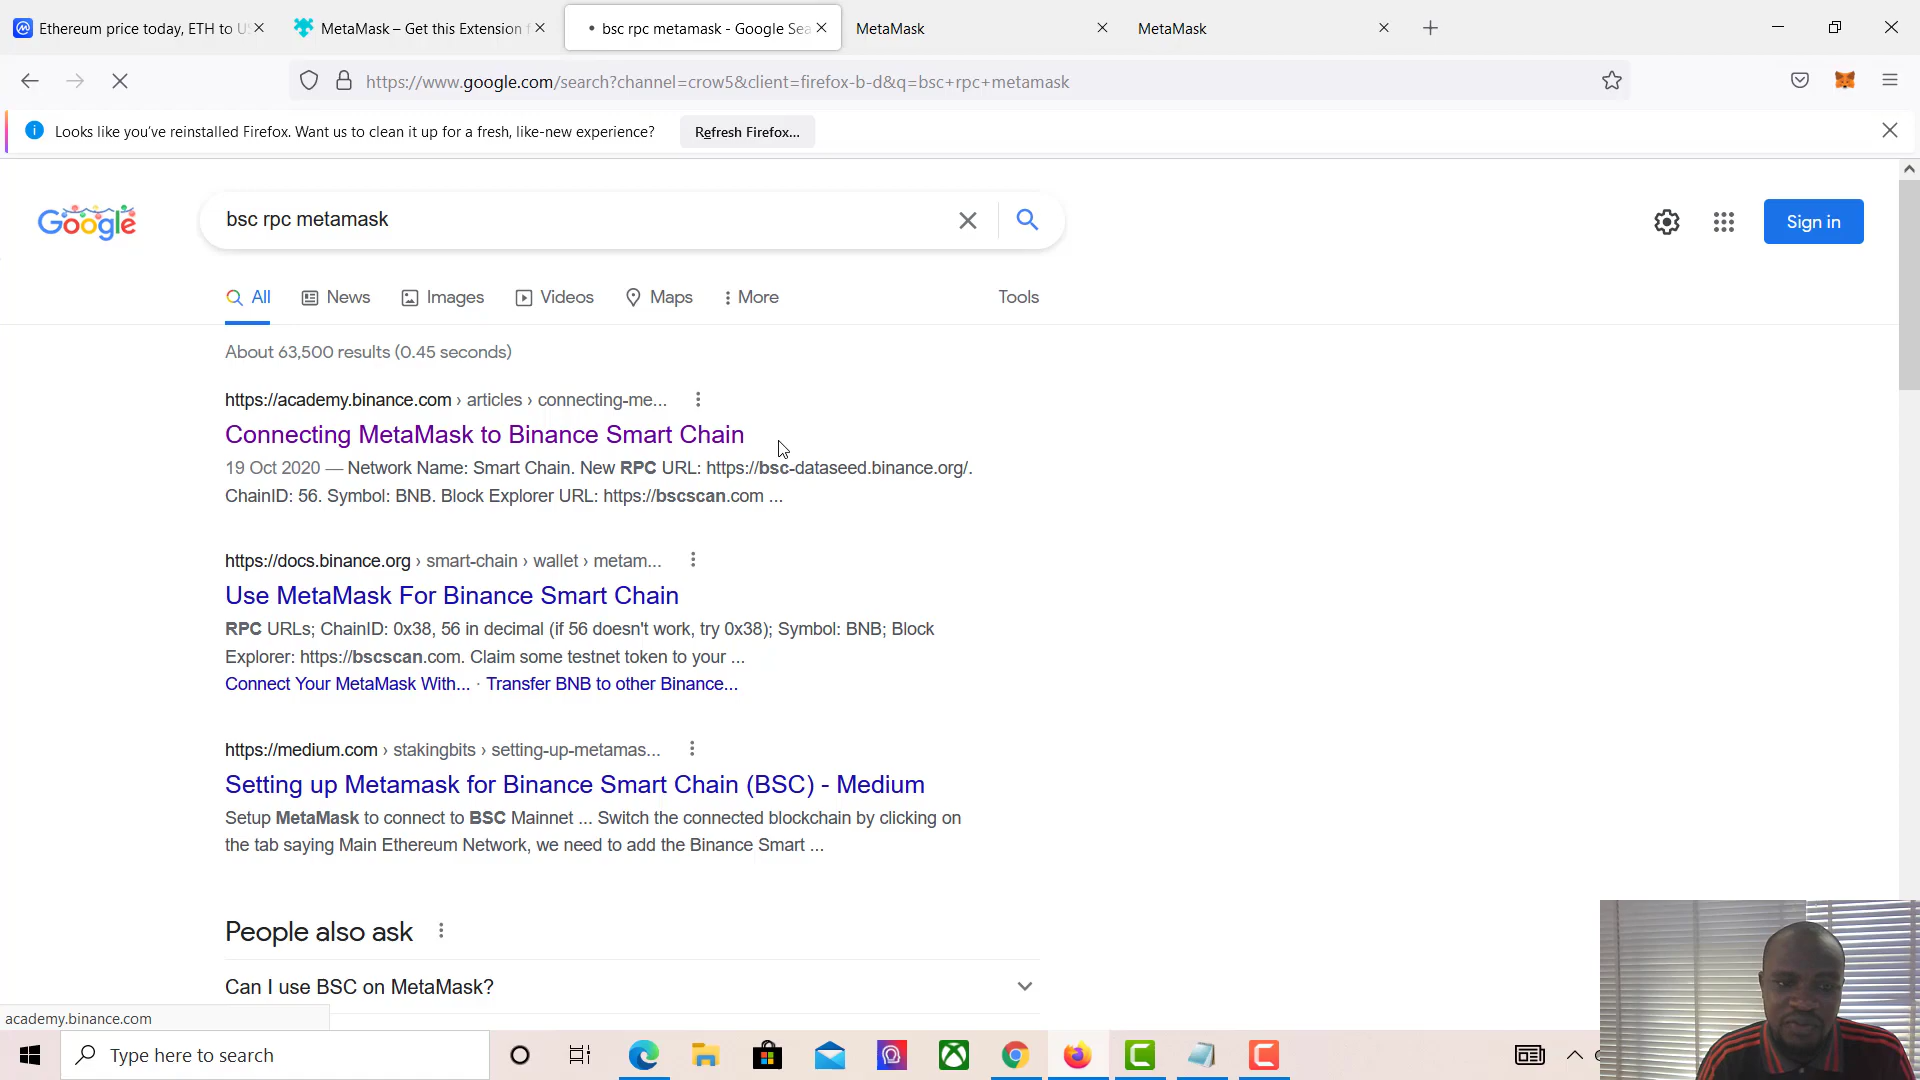 Ethereum price today, ETH to US
MetaMask – Get this Extension f
bsc rpc metamask - Google Sea
MetaMask
MetaMask
https://www.google.com/search?channel=crow5&client=firefox-b-d&q=bsc+rpc+metamask
Looks like you've reinstalled Firefox. Want us to clean it up for a fresh, like-new experience?
Refresh Firefox...
Google
bsc rpc metamask
Sign in
All
News
Images
Videos
Maps
More
Tools
About 63,500 results (0.45 seconds)
https://academy.binance.com › articles › connecting-me...
Connecting MetaMask to Binance Smart Chain
19 Oct 2020 — Network Name: Smart Chain. New RPC URL: https://bsc-dataseed.binance.org/.
ChainID: 56. Symbol: BNB. Block Explorer URL: https://bscscan.com ...
https://docs.binance.org › smart-chain › wallet › metam...
Use MetaMask For Binance Smart Chain
RPC URLs; ChainID: 0x38, 56 in decimal (if 56 doesn't work, try 0x38); Symbol: BNB; Block
Explorer: https://bscscan.com. Claim some testnet token to your ...
Connect Your MetaMask With... · Transfer BNB to other Binance...
https://medium.com › stakingbits › setting-up-metamas...
Setting up Metamask for Binance Smart Chain (BSC) - Medium
Setup MetaMask to connect to BSC Mainnet ... Switch the connected blockchain by clicking on
the tab saying Main Ethereum Network, we need to add the Binance Smart ...
People also ask
Can I use BSC on MetaMask?
academy.binance.com
Type here to search